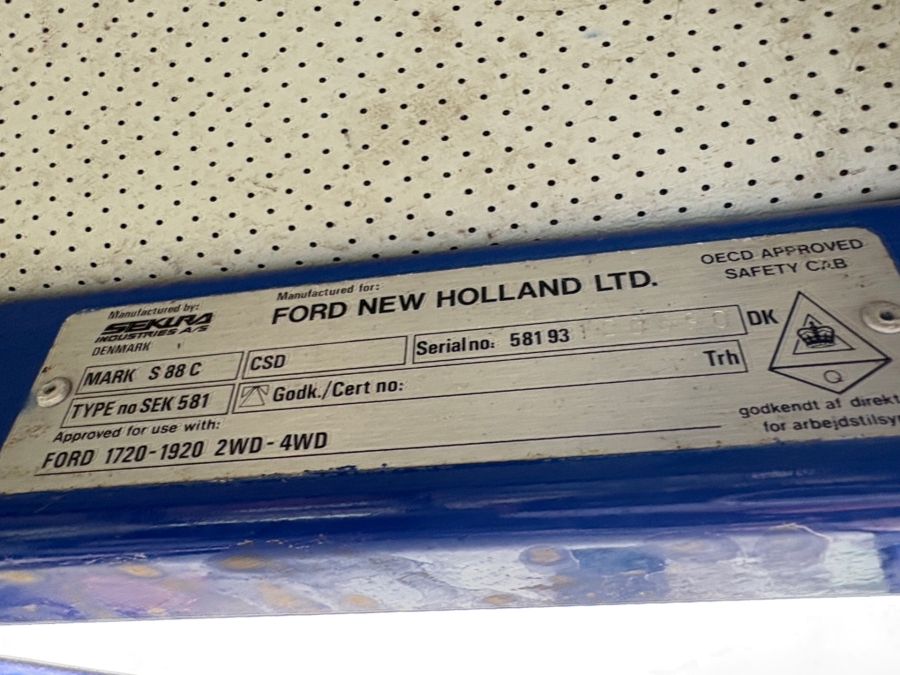 Manufactured by:
SEKURA
INDUSTRIES A/S
DENMARK
Manufactured for:
FORD NEW HOLLAND LTD.
OECD APPROVED
SAFETY CAB
MARK S 88 C
CSD
Serial no: 581 93
DK
TYPE no SEK 581
Godk./Cert no:
Trh
Q
Approved for use with:
FORD 1720-1920 2WD-4WD
godkendt af direkt
for arbejdstilsy